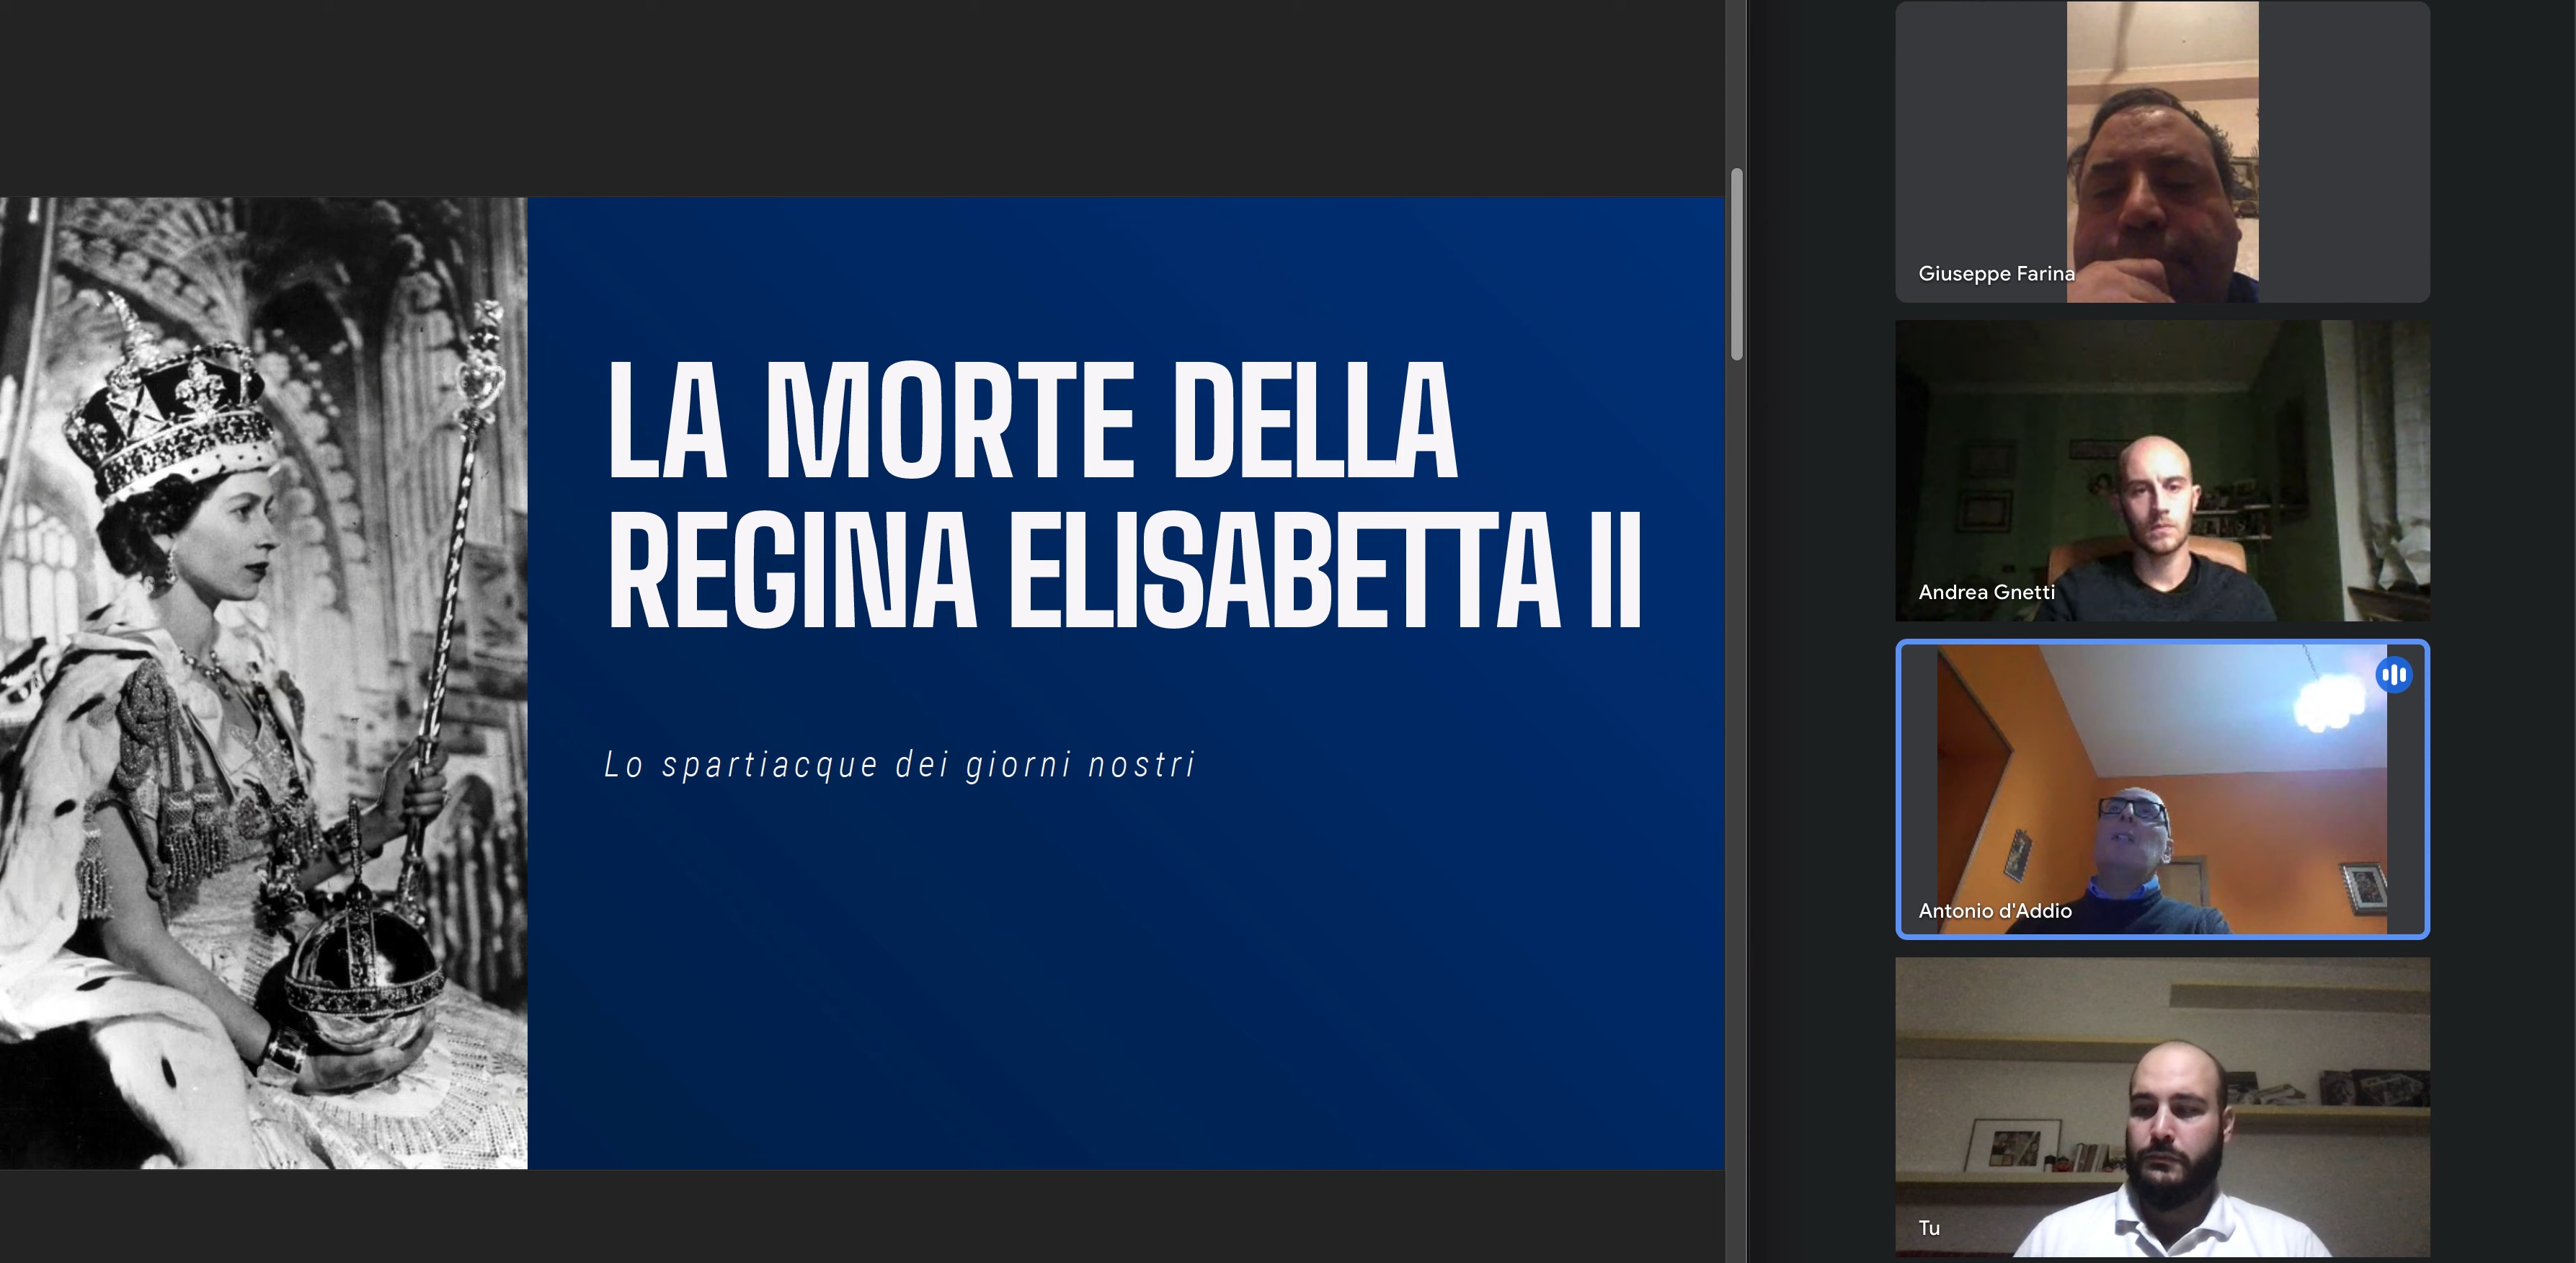 LA MORTE DELLA
REGINA ELISABETTA II
Lo spartiacque dei giorni nostri
Giuseppe Farina
Andrea Gnetti
Antonio d'Addio
Tu